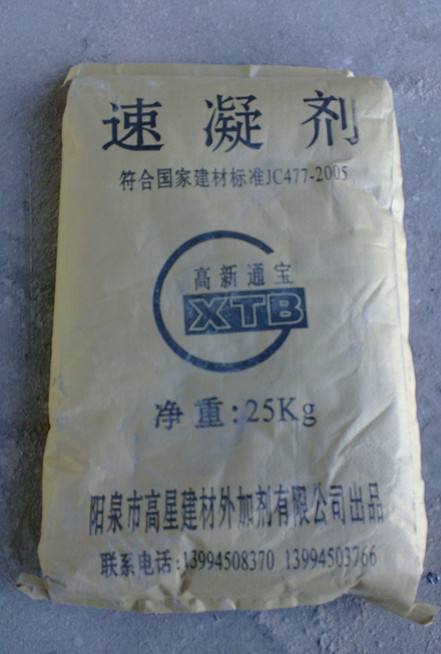 速凝剂
符合国家建材标准JC477-2005
高新通宝
XTB
净重:25Kg
阳泉市高星建材外加剂有限公司出品
联系电话:13994508370 13994503766